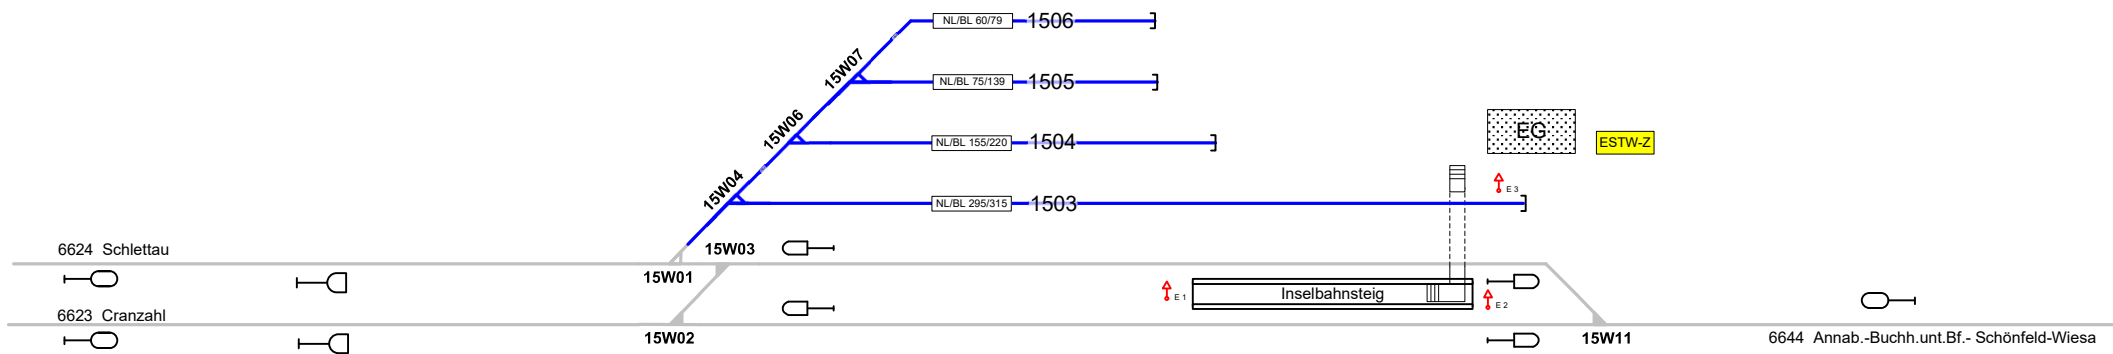 NL/BL 60/79 1506
15W07
NL/BL 75/139 1505
15W06
NL/BL 155/220 1504
EG
ESTW-Z
15W04
NL/BL 295/315 1503
E 3
6624 Schlettau
15W03
15W01
E 1
Inselbahnsteig
E 2
6623 Cranzahl
15W02
15W11
6644 Annab.-Buchh.unt.Bf.- Schönfeld-Wiesa